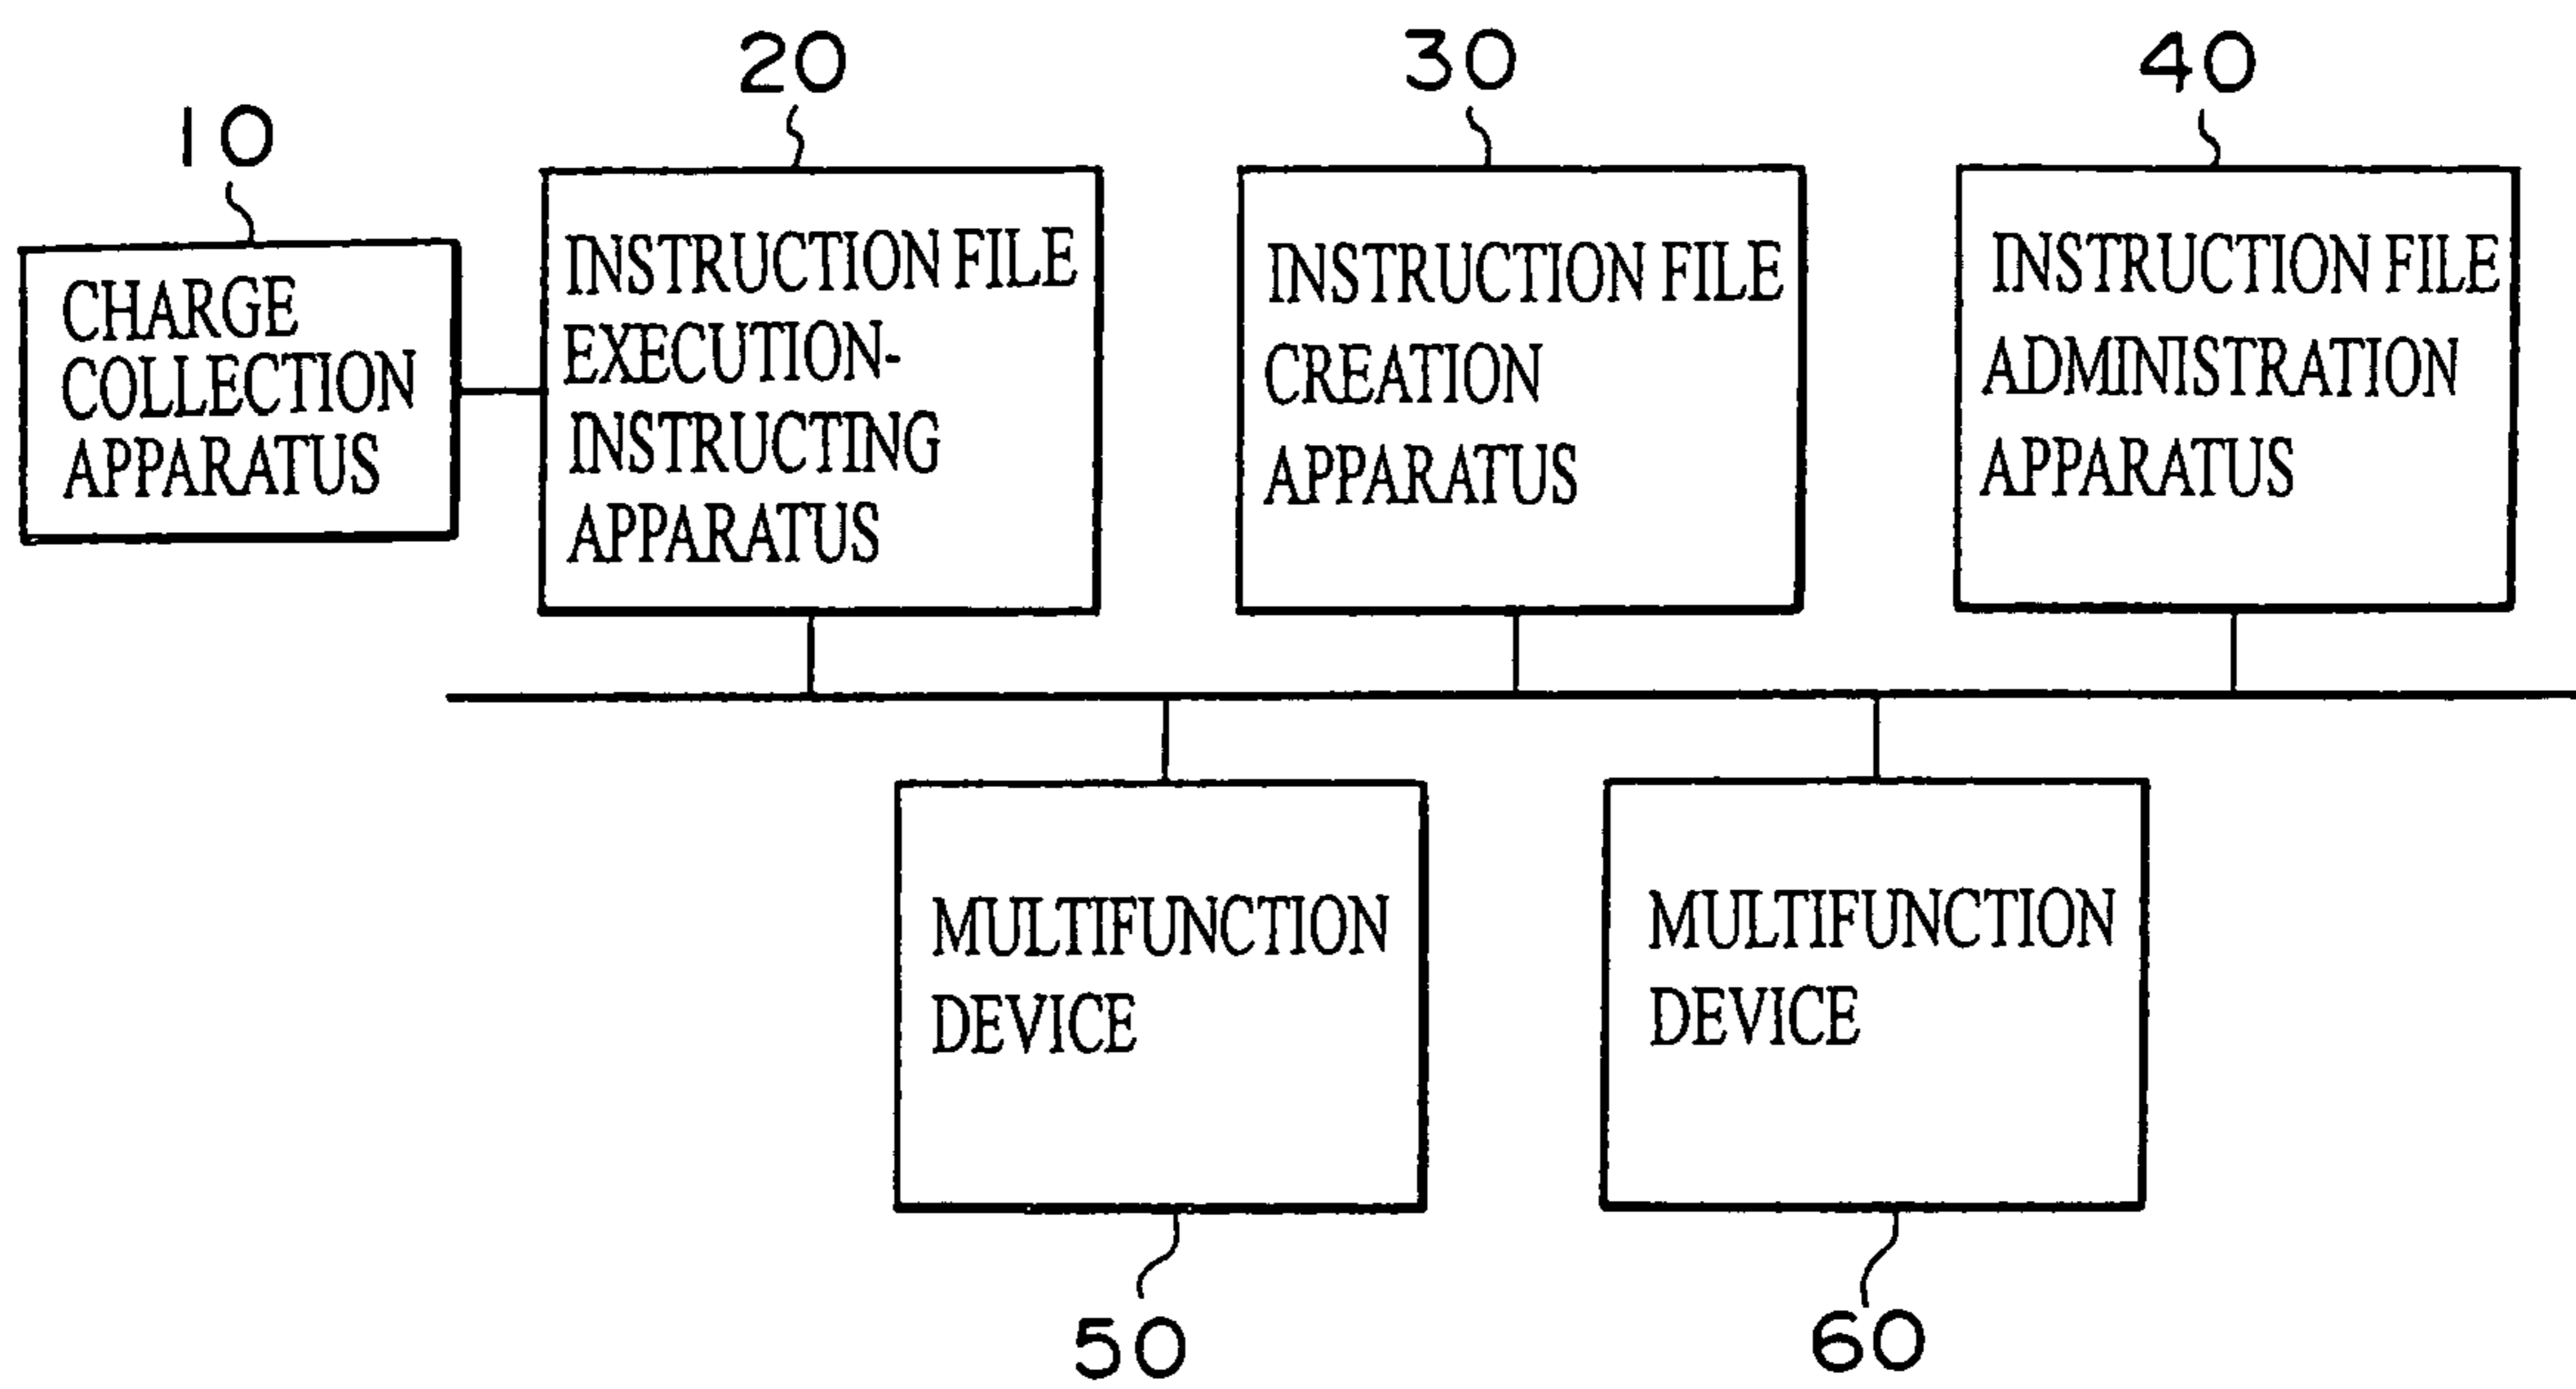 10
CHARGE
COLLECTION
APPARATUS
20
INSTRUCTION FILE
EXECUTION-
INSTRUCTING
APPARATUS
30
INSTRUCTION FILE
CREATION
APPARATUS
40
INSTRUCTION FILE
ADMINISTRATION
APPARATUS
MULTIFUNCTION
DEVICE
50
MULTIFUNCTION
DEVICE
60